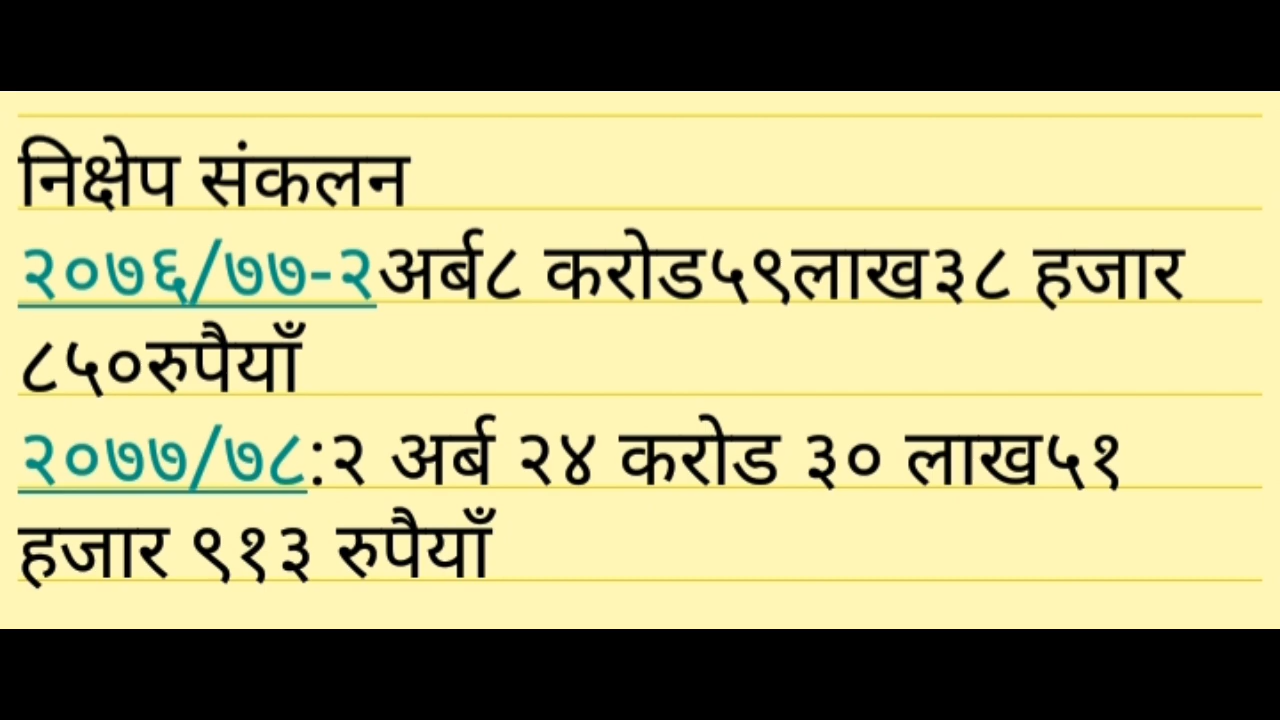 निक्षेप संकलन
२०७६/७७-२अर्ब८ करोड५९लाख३८ हजार
८५०रुपैयाँ
२०७७/७८:२ अर्ब २४ करोड ३० लाख५१
हजार ९१३ रुपैयाँ